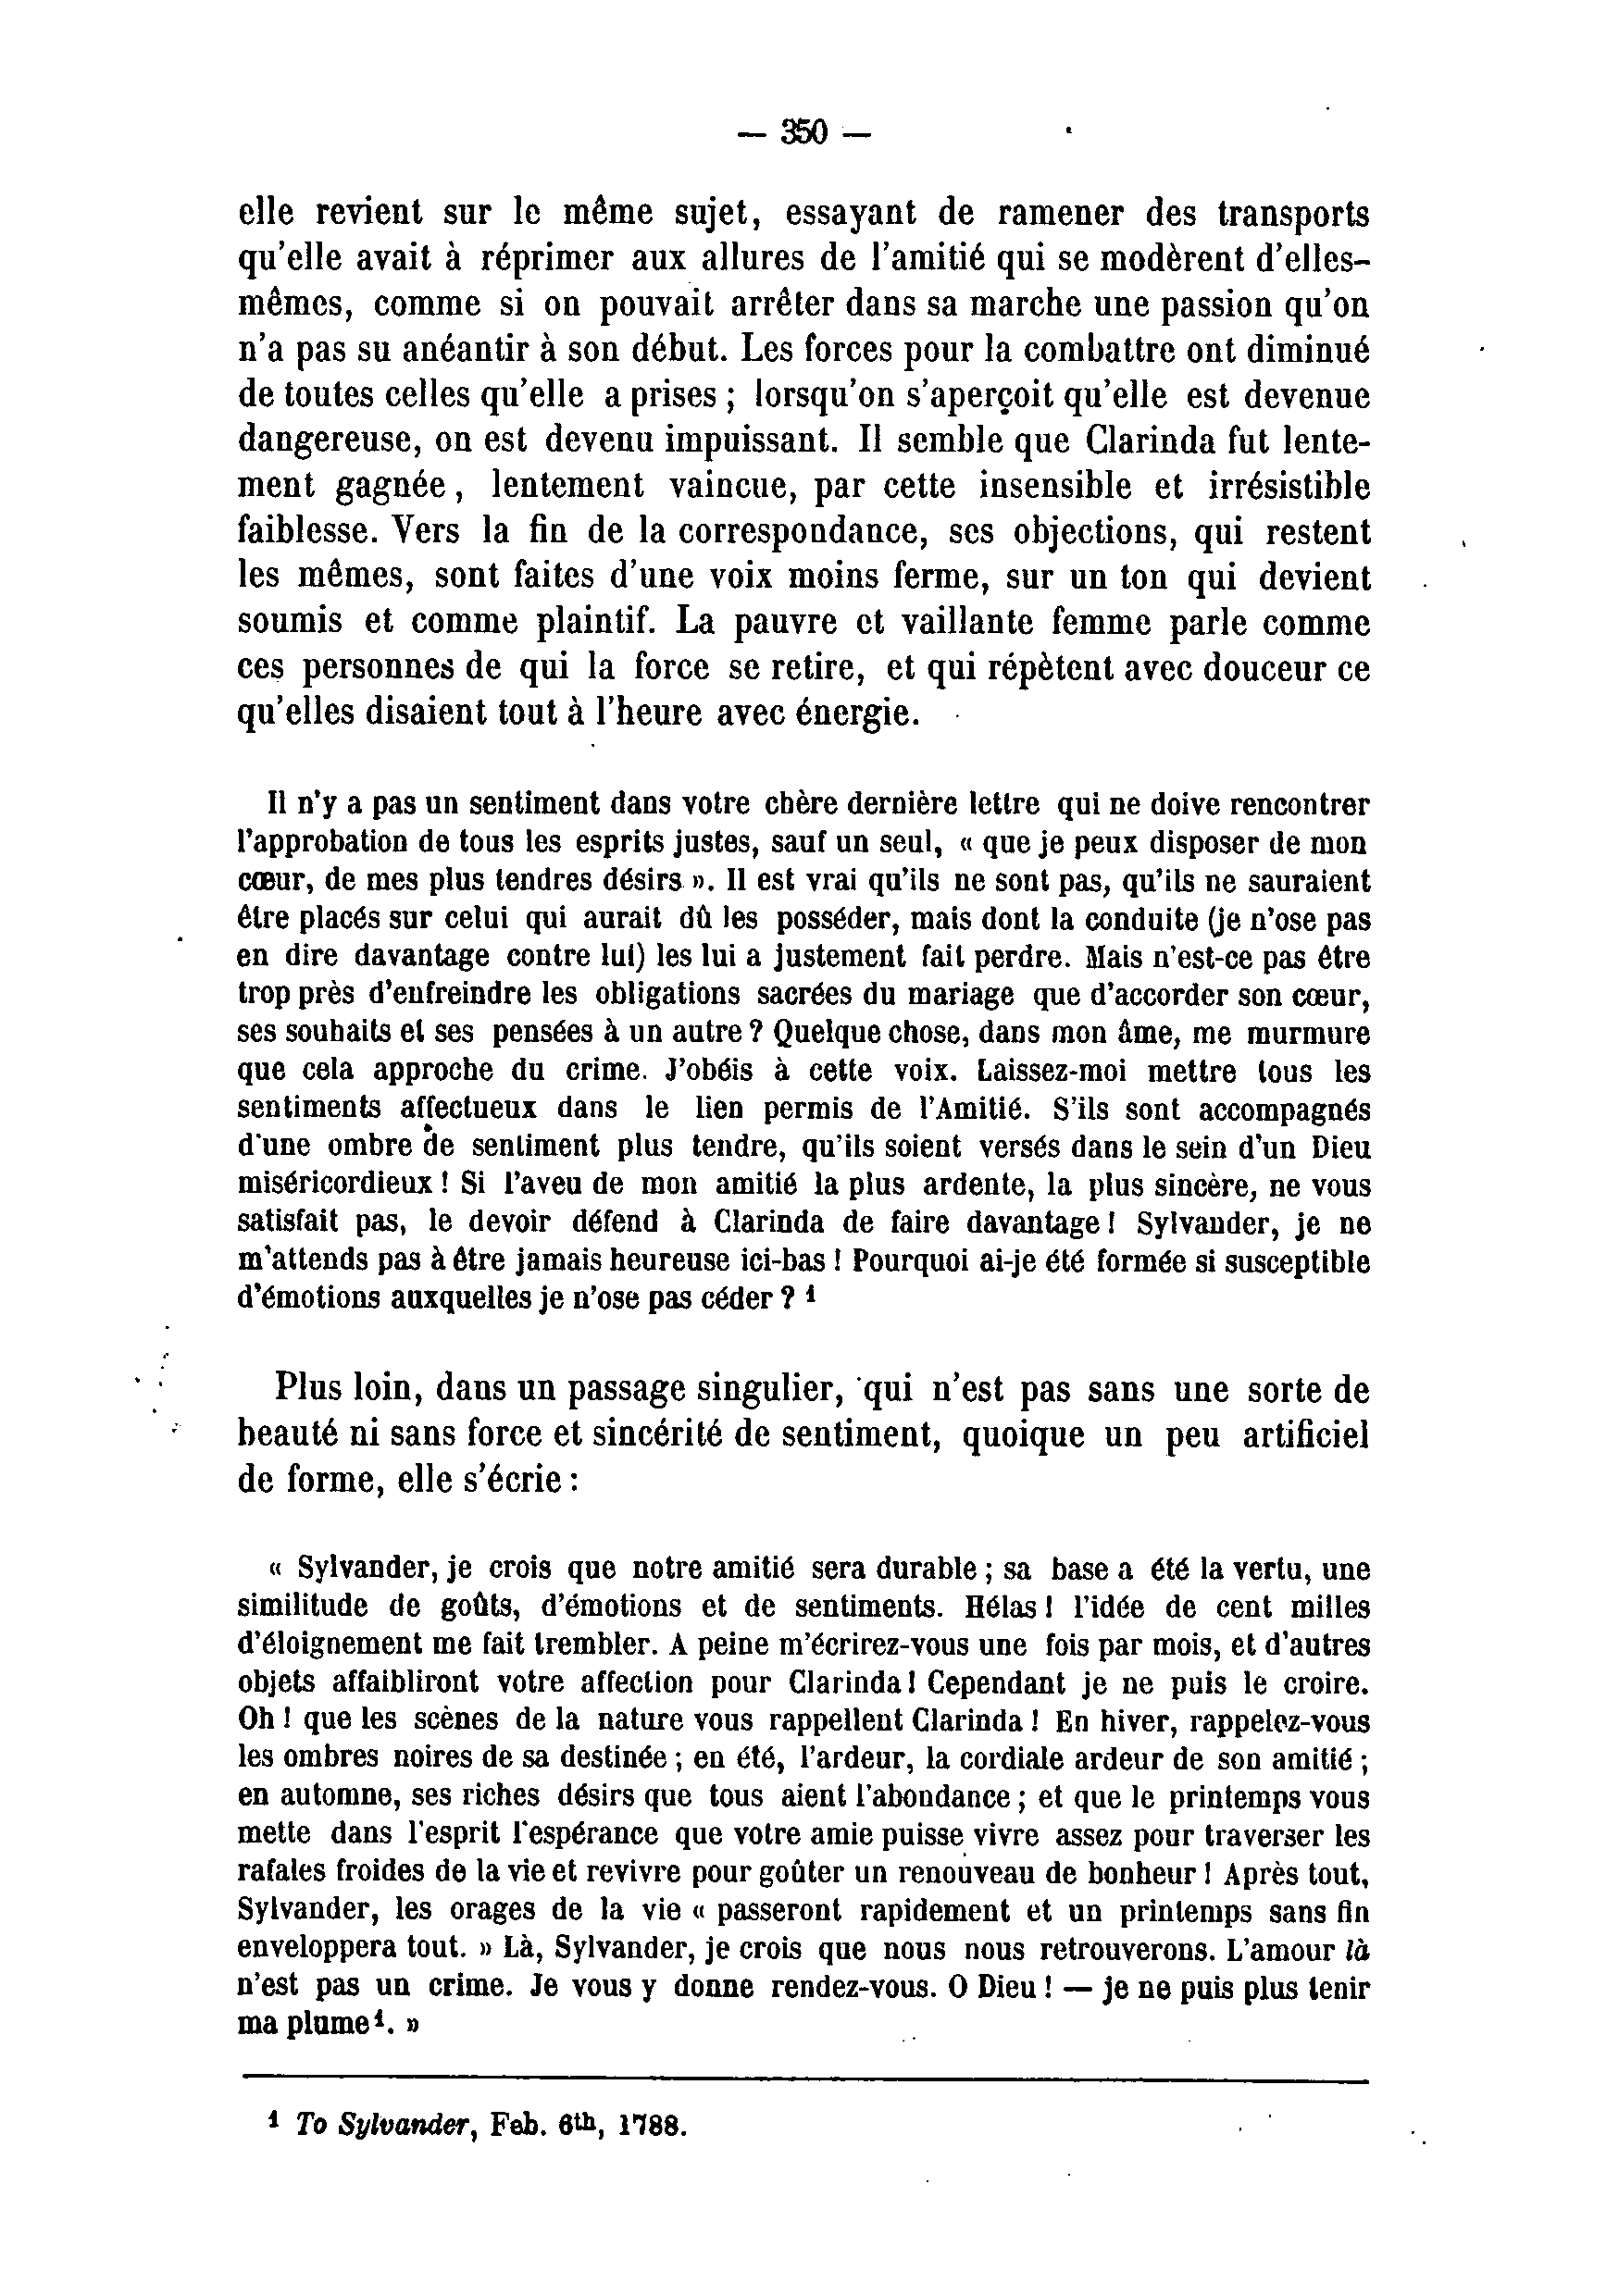 — 350 —
elle revient sur le même sujet, essayant de ramener des transports
qu'elle avait à réprimer aux allures de l'amitié qui se modèrent d'elles-
mêmes, comme si on pouvait arrêter dans sa marche une passion qu'on
n'a pas su anéantir à son début. Les forces pour la combattre ont diminué
de toutes celles qu'elle a prises ; lorsqu'on s'aperçoit qu'elle est devenue
dangereuse, on est devenu impuissant. Il semble que Clarinda fut lente-
ment gagnée, lentement vaincue, par cette insensible et irrésistible
faiblesse. Vers la fin de la correspondance, ses objections, qui restent
les mêmes, sont faites d'une voix moins ferme, sur un ton qui devient
soumis et comme plaintif. La pauvre et vaillante femme parle comme
ces personnes de qui la force se retire, et qui répètent avec douceur ce
qu'elles disaient tout à l'heure avec énergie.
Il n'y a pas un sentiment dans votre chère dernière lettre qui ne doive rencontrer
l'approbation de tous les esprits justes, sauf un seul, « que je peux disposer de mon
cœur, de mes plus tendres désirs ». Il est vrai qu'ils ne sont pas, qu'ils ne sauraient
être placés sur celui qui aurait dû les posséder, mais dont la conduite (je n'ose pas
en dire davantage contre lui) les lui a justement fait perdre. Mais n'est-ce pas être
trop près d'enfreindre les obligations sacrées du mariage que d'accorder son cœur,
ses souhaits et ses pensées à un autre ? Quelque chose, dans mon âme, me murmure
que cela approche du crime. J'obéis à cette voix. Laissez-moi mettre tous les
sentiments affectueux dans le lien permis de l'Amitié. S'ils sont accompagnés
d'une ombre de sentiment plus tendre, qu'ils soient versés dans le sein d'un Dieu
miséricordieux ! Si l'aveu de mon amitié la plus ardente, la plus sincère, ne vous
satisfait pas, le devoir défend à Clarinda de faire davantage ! Sylvander, je ne
m'attends pas à être jamais heureuse ici-bas ! Pourquoi ai-je été formée si susceptible
d'émotions auxquelles je n'ose pas céder ? 1
Plus loin, dans un passage singulier, qui n'est pas sans une sorte de
beauté ni sans force et sincérité de sentiment, quoique un peu artificiel
de forme, elle s'écrie :
« Sylvander, je crois que notre amitié sera durable ; sa base a été la vertu, une
similitude de goûts, d'émotions et de sentiments. Hélas ! l'idée de cent milles
d'éloignement me fait trembler. A peine m'écrirez-vous une fois par mois, et d'autres
objets affaibliront votre affection pour Clarinda ! Cependant je ne puis le croire.
Oh ! que les scènes de la nature vous rappellent Clarinda ! En hiver, rappelez-vous
les ombres noires de sa destinée ; en été, l'ardeur, la cordiale ardeur de son amitié ;
en automne, ses riches désirs que tous aient l'abondance ; et que le printemps vous
mette dans l'esprit l'espérance que votre amie puisse vivre assez pour traverser les
rafales froides de la vie et revivre pour goûter un renouveau de bonheur ! Après tout,
Sylvander, les orages de la vie « passeront rapidement et un printemps sans fin
enveloppera tout. » Là, Sylvander, je crois que nous nous retrouverons. L'amour là
n'est pas un crime. Je vous y donne rendez-vous. O Dieu ! — je ne puis plus tenir
ma plume 1. »
1 To Sylvander, Feb. 6th, 1788.